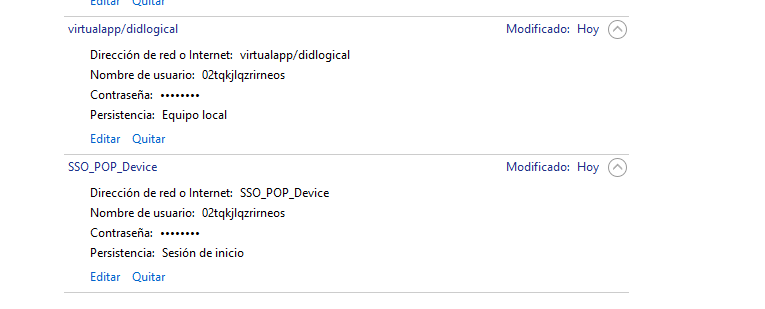 Editar Quitar
virtualapp/didlogical Modificado: Hoy
Dirección de red o Internet: virtualapp/didlogical
Nombre de usuario: 02tqkjlqzrirneos
Contraseña: ••••••••
Persistencia: Equipo local
Editar Quitar
SSO_POP_Device Modificado: Hoy
Dirección de red o Internet: SSO_POP_Device
Nombre de usuario: 02tqkjlqzrirneos
Contraseña: ••••••••
Persistencia: Sesión de inicio
Editar Quitar